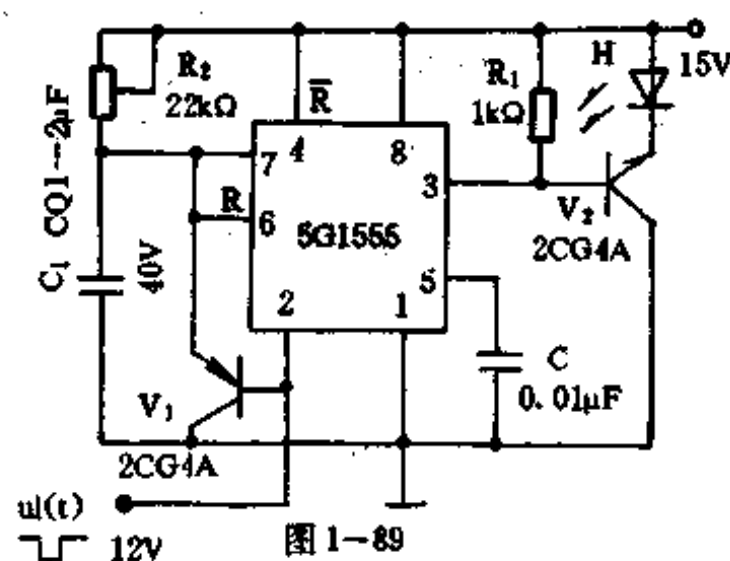 R₂
22kΩ
CQ1-2μF
C₁
40V
R̅
4
8
7
R
6
3
5G1555
5
2
1
R₁
1kΩ
H
15V
V₂
2CG4A
C
0.01μF
V₁
2CG4A
uI(t)
12V
图1-89